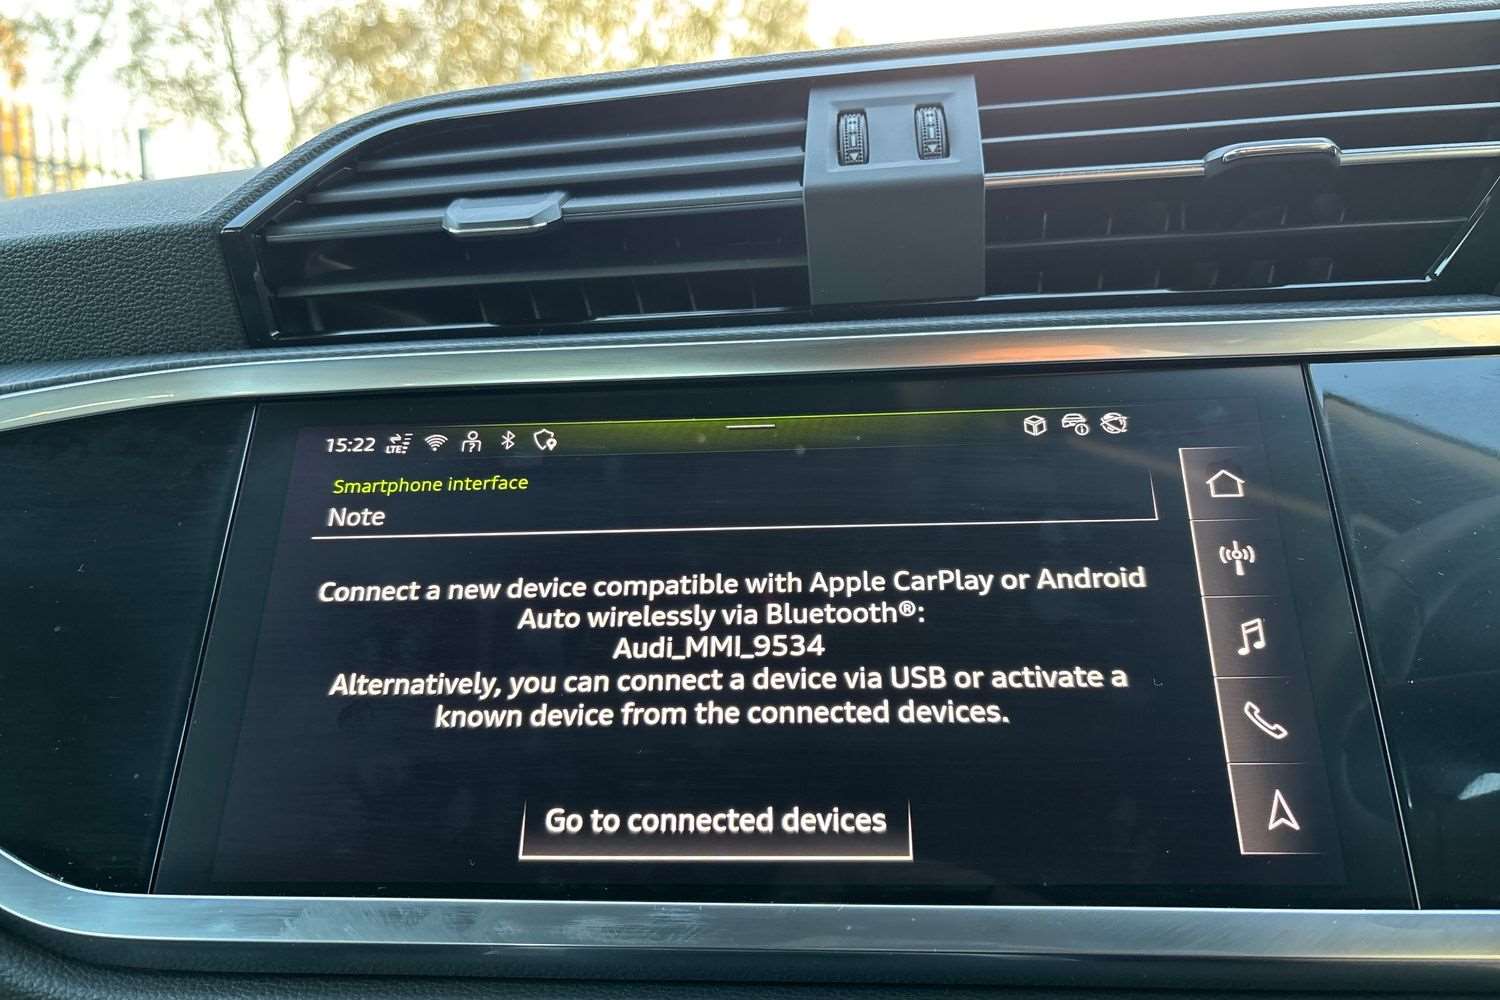 15:22 LTE
Smartphone interface
Note
Connect a new device compatible with Apple CarPlay or Android
Auto wirelessly via Bluetooth®:
Audi_MMI_9534
Alternatively, you can connect a device via USB or activate a
known device from the connected devices.
Go to connected devices